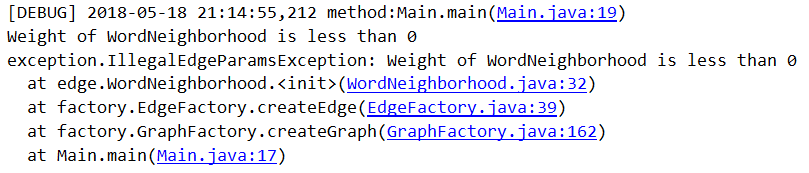 [DEBUG] 2018-05-18 21:14:55,212 method:Main.main(Main.java:19)
Weight of WordNeighborhood is less than 0
exception.IllegalEdgeParamsException: Weight of WordNeighborhood is less than 0
at edge.WordNeighborhood.<init>(WordNeighborhood.java:32)
at factory.EdgeFactory.createEdge(EdgeFactory.java:39)
at factory.GraphFactory.createGraph(GraphFactory.java:162)
at Main.main(Main.java:17)